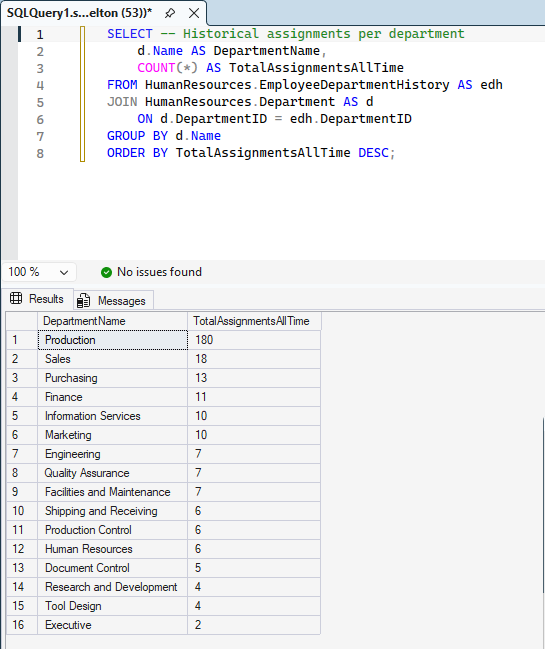 SQLQuery1.s...elton (53))*
1 SELECT -- Historical assignments per department
2 d.Name AS DepartmentName,
3 COUNT(*) AS TotalAssignmentsAllTime
4 FROM HumanResources.EmployeeDepartmentHistory AS edh
5 JOIN HumanResources.Department AS d
6 ON d.DepartmentID = edh.DepartmentID
7 GROUP BY d.Name
8 ORDER BY TotalAssignmentsAllTime DESC;
100 % No issues found
Results Messages
DepartmentName TotalAssignmentsAllTime
1 Production 180
2 Sales 18
3 Purchasing 13
4 Finance 11
5 Information Services 10
6 Marketing 10
7 Engineering 7
8 Quality Assurance 7
9 Facilities and Maintenance 7
10 Shipping and Receiving 6
11 Production Control 6
12 Human Resources 6
13 Document Control 5
14 Research and Development 4
15 Tool Design 4
16 Executive 2